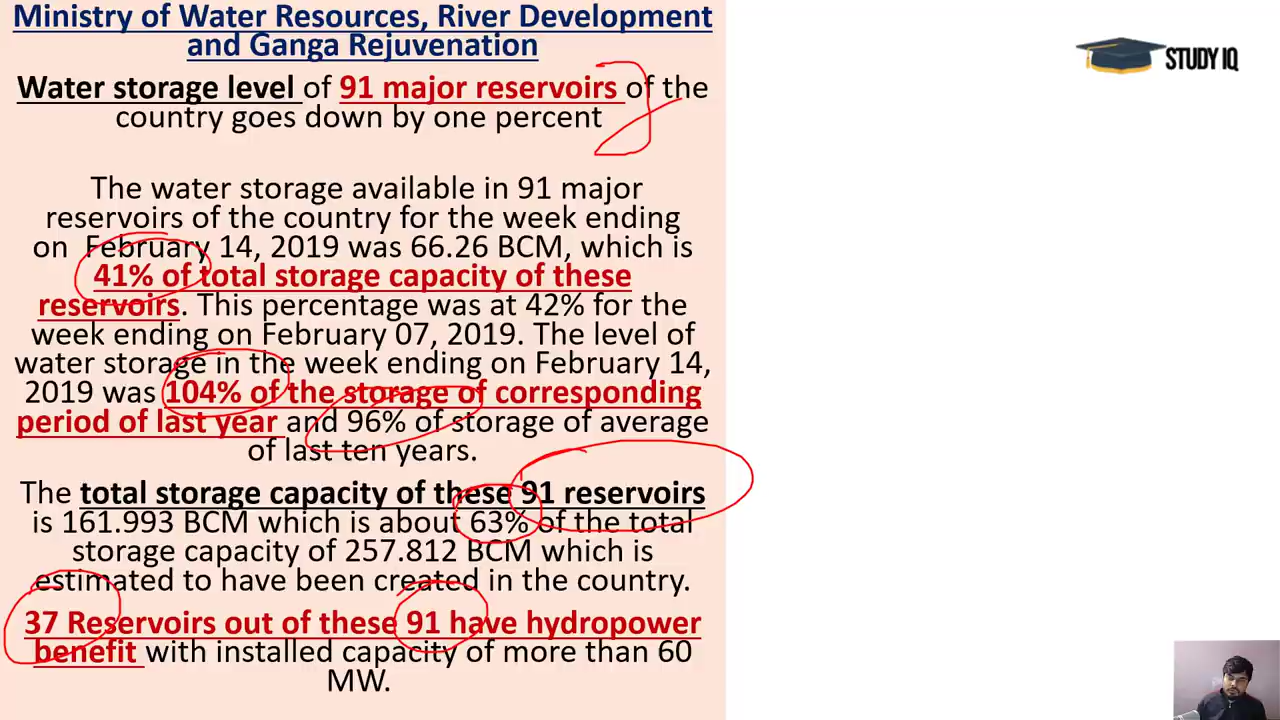 Ministry of Water Resources, River Development
and Ganga Rejuvenation
STUDY IQ
Water storage level of 91 major reservoirs of the
country goes down by one percent
The water storage available in 91 major
reservoirs of the country for the week ending
on February 14, 2019 was 66.26 BCM, which is
41% of total storage capacity of these
reservoirs. This percentage was at 42% for the
week ending on February 07, 2019. The level of
water storage in the week ending on February 14,
2019 was 104% of the storage of corresponding
period of last year and 96% of storage of average
of last ten years.
The total storage capacity of these 91 reservoirs
is 161.993 BCM which is about 63% of the total
storage capacity of 257.812 BCM which is
estimated to have been created in the country.
37 Reservoirs out of these 91 have hydropower
benefit with installed capacity of more than 60
MW.